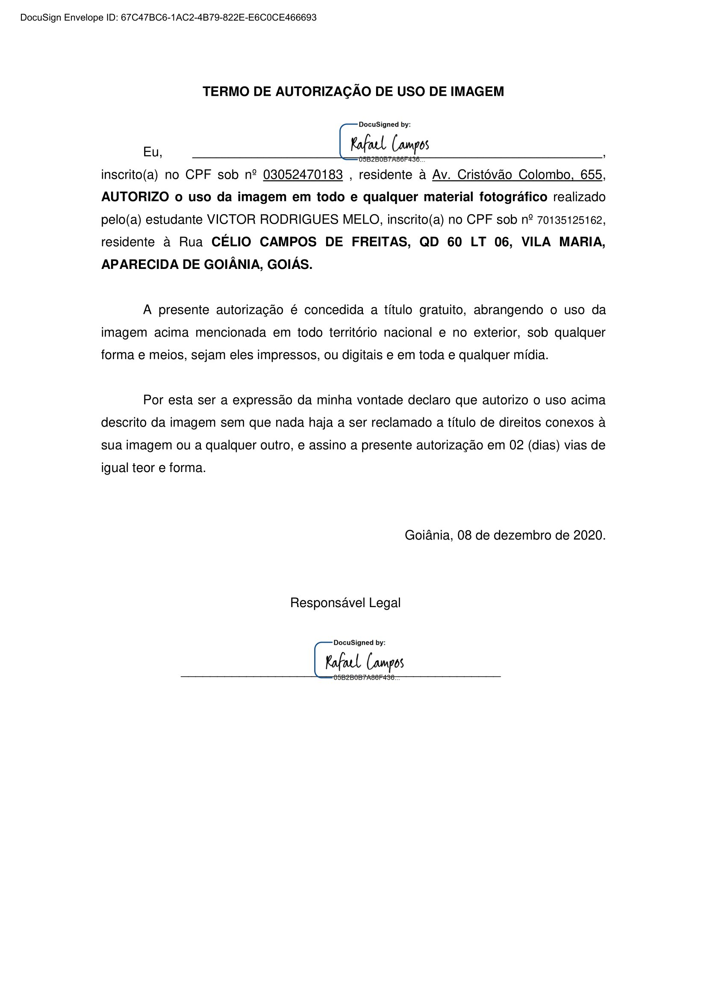 DocuSign Envelope ID: 67C47BC6-1AC2-4B79-822E-E6C0CE466693
TERMO DE AUTORIZAÇÃO DE USO DE IMAGEM
DocuSigned by:
Rafael Campos
Eu, ,
05B2B0B7A86F436...
inscrito(a) no CPF sob nº 03052470183 , residente à Av. Cristóvão Colombo, 655,
AUTORIZO o uso da imagem em todo e qualquer material fotográfico realizado
pelo(a) estudante VICTOR RODRIGUES MELO, inscrito(a) no CPF sob nº 70135125162,
residente à Rua CÉLIO CAMPOS DE FREITAS, QD 60 LT 06, VILA MARIA,
APARECIDA DE GOIÂNIA, GOIÁS.
A presente autorização é concedida a título gratuito, abrangendo o uso da
imagem acima mencionada em todo território nacional e no exterior, sob qualquer
forma e meios, sejam eles impressos, ou digitais e em toda e qualquer mídia.
Por esta ser a expressão da minha vontade declaro que autorizo o uso acima
descrito da imagem sem que nada haja a ser reclamado a título de direitos conexos à
sua imagem ou a qualquer outro, e assino a presente autorização em 02 (dias) vias de
igual teor e forma.
Goiânia, 08 de dezembro de 2020.
Responsável Legal
DocuSigned by:
Rafael Campos
05B2B0B7A86F436...